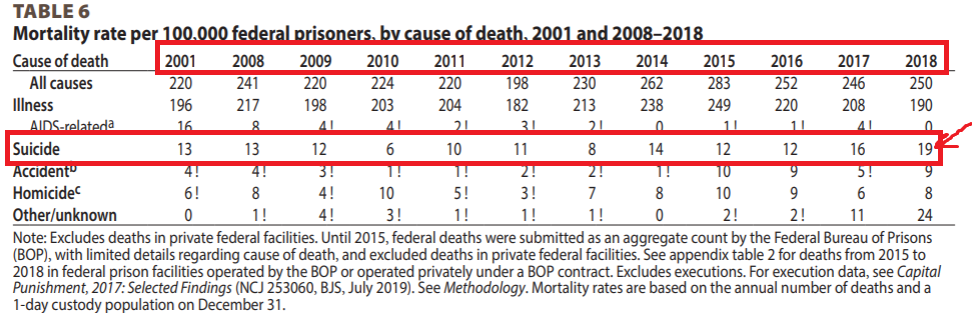 TABLE 6
Mortality rate per 100,000 federal prisoners, by cause of death, 2001 and 2008–2018
Cause of death 2001 2008 2009 2010 2011 2012 2013 2014 2015 2016 2017 2018
All causes 220 241 220 224 220 198 230 262 283 252 246 250
Illness 196 217 198 203 204 182 213 238 249 220 208 190
AIDS-relatedᵃ 16 8 4! 4! 2! 3! 2! 0 1! 1! 4! 0
Suicide 13 13 12 6 10 11 8 14 12 12 16 19
Accidentᵇ 4! 4! 3! 1! 1! 2! 2! 1! 10 9 5! 9
Homicideᶜ 6! 8 4! 10 5! 3! 7 8 10 9 6 8
Other/unknown 0 1! 4! 3! 1! 1! 1! 0 2! 2! 11 24
Note: Excludes deaths in private federal facilities. Until 2015, federal deaths were submitted as an aggregate count by the Federal Bureau of Prisons
(BOP), with limited details regarding cause of death, and excluded deaths in private federal facilities. See appendix table 2 for deaths from 2015 to
2018 in federal prison facilities operated by the BOP or operated privately under a BOP contract. Excludes executions. For execution data, see Capital
Punishment, 2017: Selected Findings (NCJ 253060, BJS, July 2019). See Methodology. Mortality rates are based on the annual number of deaths and a
1-day custody population on December 31.